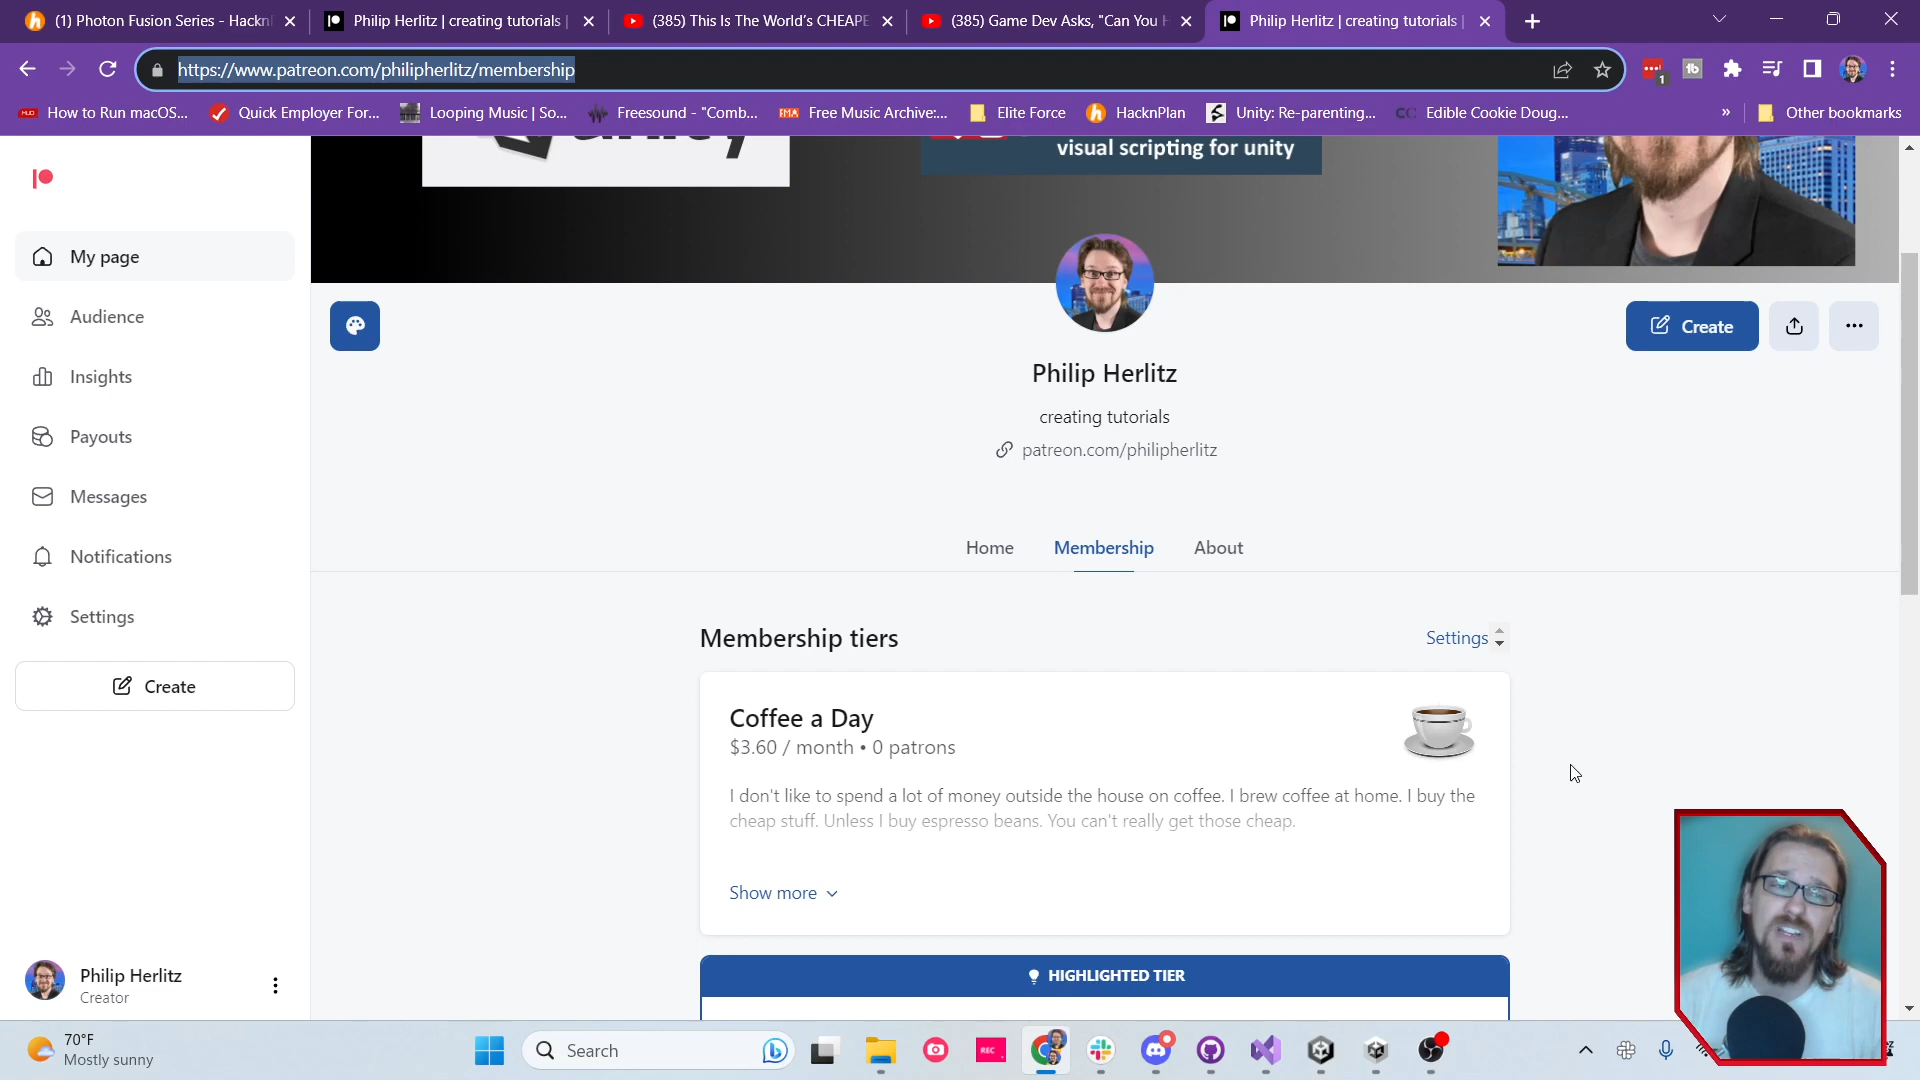 (1) Photon Fusion Series - Hackn
Philip Herlitz | creating tutorials |
(385) This Is The World's CHEAPE
(385) Game Dev Asks, "Can You H
Philip Herlitz | creating tutorials |
https://www.patreon.com/philipherlitz/membership
1
How to Run macOS...
Quick Employer For...
Looping Music | So...
Freesound - "Comb...
FMA
Free Music Archive:...
Elite Force
HacknPlan
Unity: Re-parenting...
CC
Edible Cookie Doug...
»
Other bookmarks
visual scripting for unity
My page
Audience
Insights
Payouts
Messages
Notifications
Settings
Create
Philip Herlitz
Creator
Create
Philip Herlitz
creating tutorials
patreon.com/philipherlitz
Home
Membership
About
Membership tiers
Settings
Coffee a Day
$3.60 / month • 0 patrons
I don't like to spend a lot of money outside the house on coffee. I brew coffee at home. I buy the
cheap stuff. Unless I buy espresso beans. You can't really get those cheap.
Show more
HIGHLIGHTED TIER
70°F
Mostly sunny
Search
REC